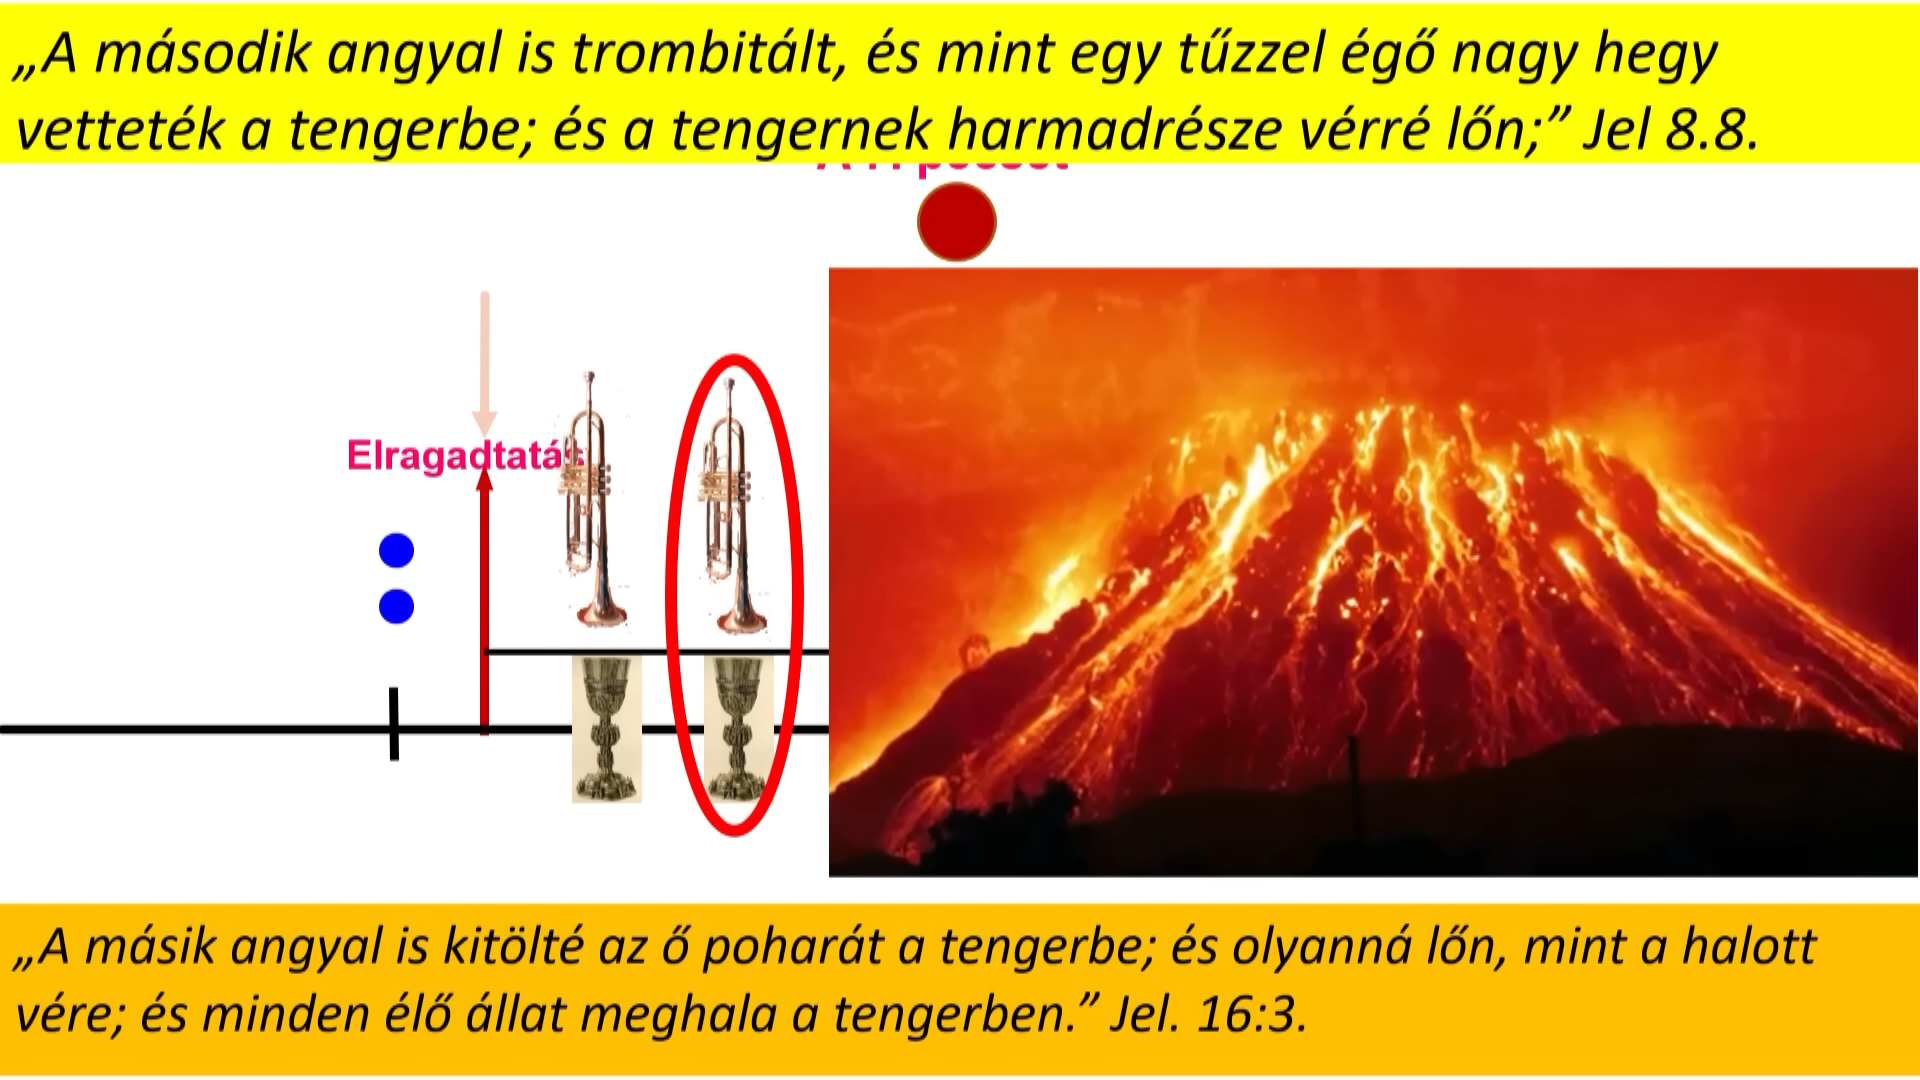 „A második angyal is trombitált, és mint egy tűzzel égő nagy hegy
vetteték a tengerbe; és a tengernek harmadrésze vérré lőn;” Jel 8.8.
Elragadtatás
„A másik angyal is kitölté az ő poharát a tengerbe; és olyanná lőn, mint a halott
vére; és minden élő állat meghala a tengerben.” Jel. 16:3.